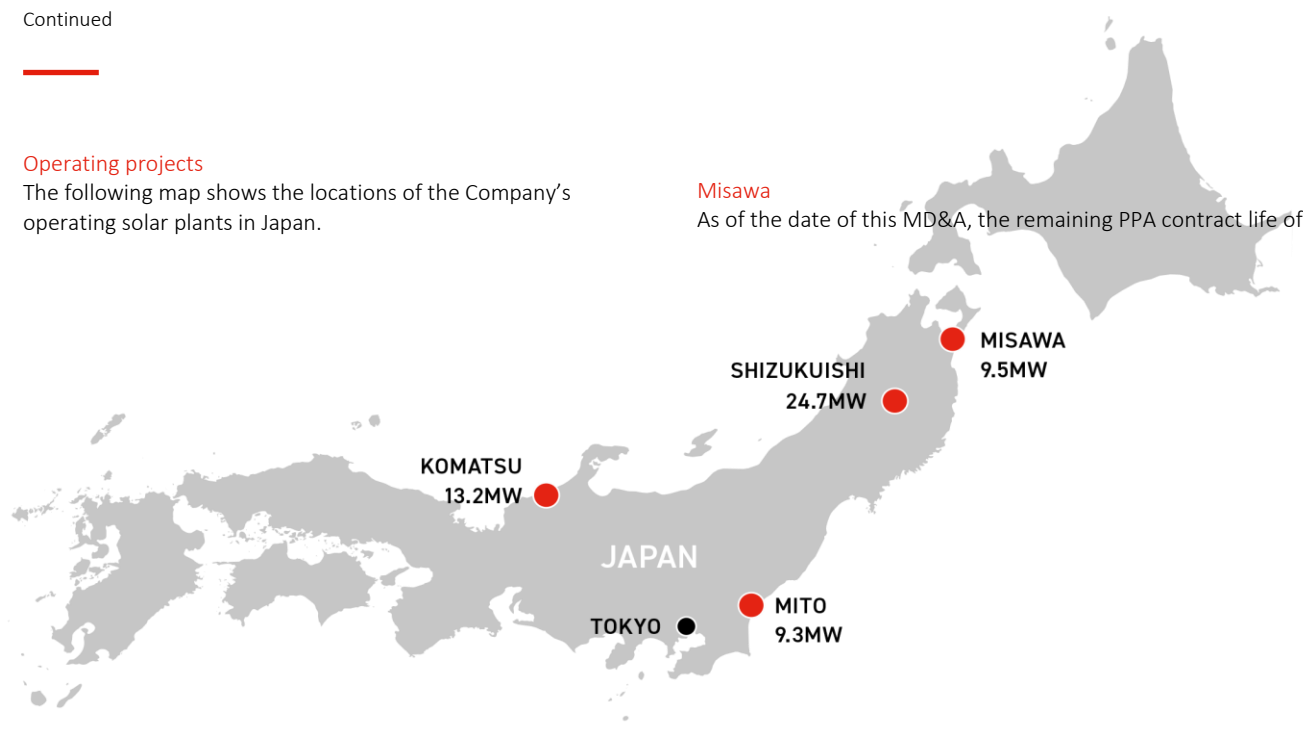 Continued
Operating projects
The following map shows the locations of the Company’s
operating solar plants in Japan.
Misawa
As of the date of this MD&A, the remaining PPA contract life of
MISAWA
9.5MW
SHIZUKUISHI
24.7MW
KOMATSU
13.2MW
JAPAN
MITO
9.3MW
TOKYO